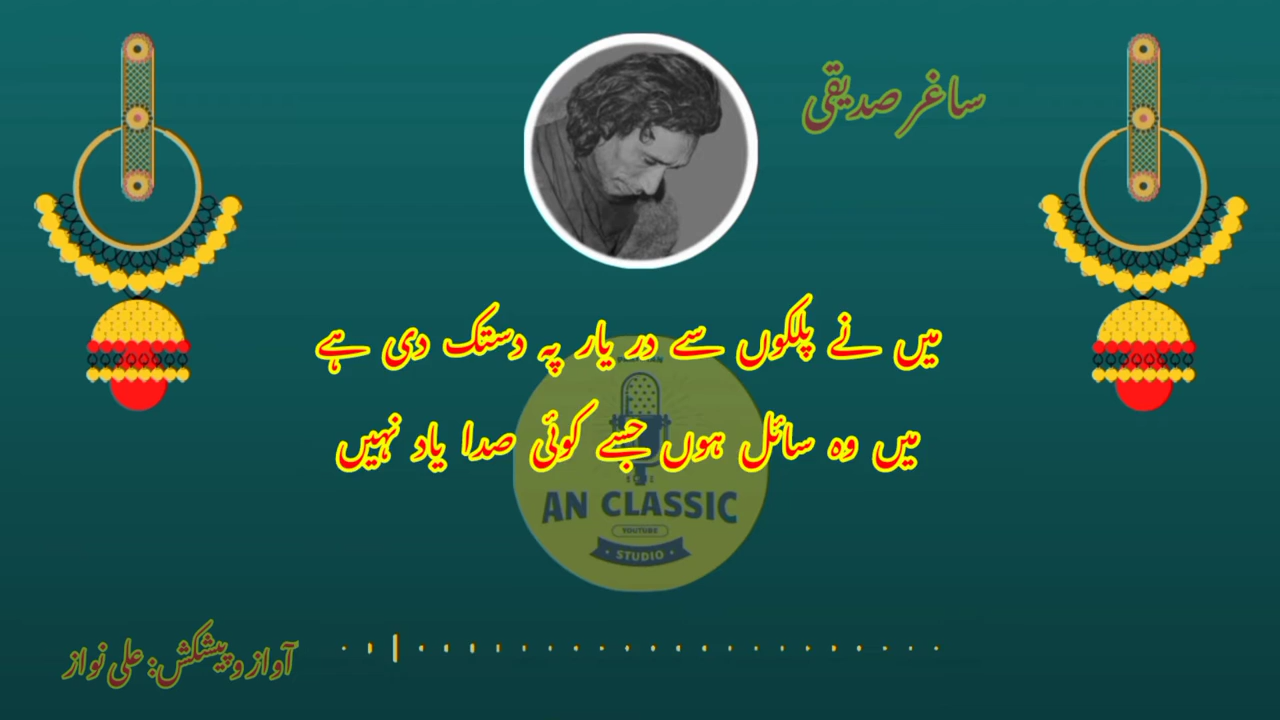 ساغر صدیقی
میں نے پلکوں سے در یار پہ دستک دی ہے
میں وہ سائل ہوں جسے کوئی صدا یاد نہیں
AN CLASSIC
YOUTUBE
STUDIO
آواز و پیشکش: علی نواز